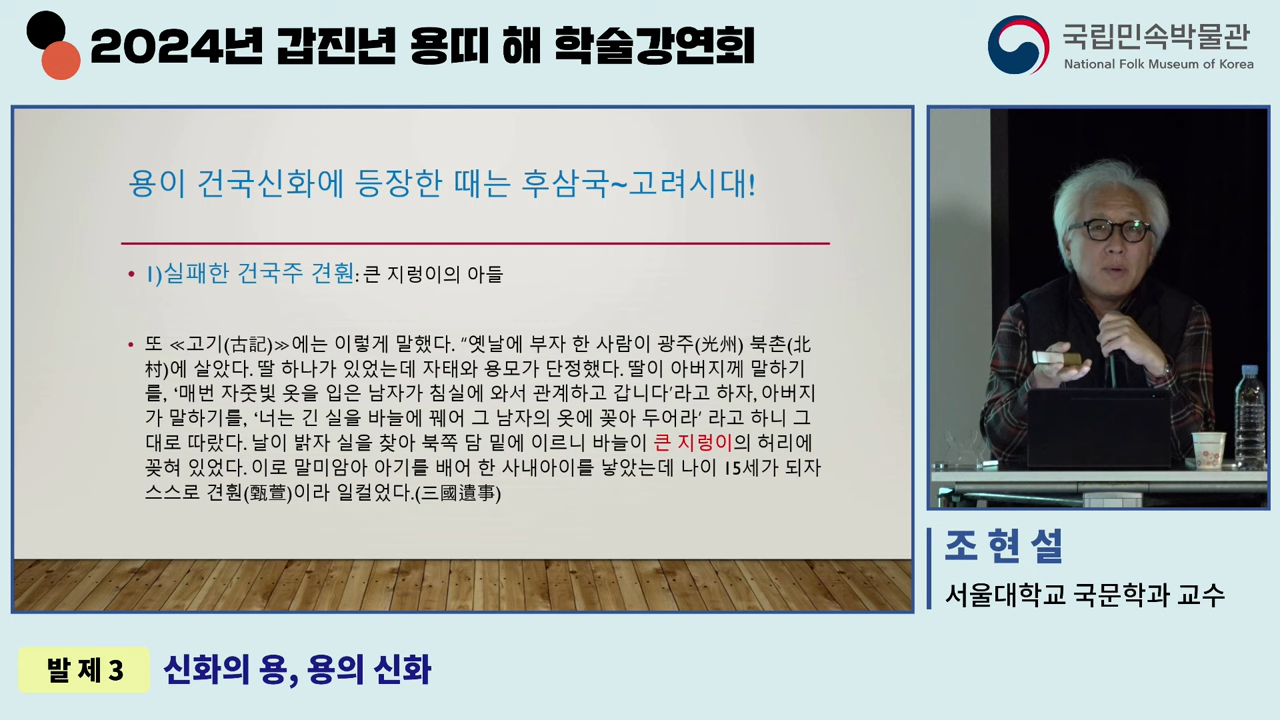 2024년 갑진년 용띠 해 학술강연회
국립민속박물관
National Folk Museum of Korea
용이 건국신화에 등장한 때는 후삼국~고려시대!
• 1)실패한 건국주 견훤: 큰 지렁이의 아들
• 또 ≪고기(古記)≫에는 이렇게 말했다. “옛날에 부자 한 사람이 광주(光州) 북촌(北
村)에 살았다. 딸 하나가 있었는데 자태와 용모가 단정했다. 딸이 아버지께 말하기
를, ‘매번 자줏빛 옷을 입은 남자가 침실에 와서 관계하고 갑니다’라고 하자, 아버지
가 말하기를, ‘너는 긴 실을 바늘에 꿰어 그 남자의 옷에 꽂아 두어라’ 라고 하니 그
대로 따랐다. 날이 밝자 실을 찾아 북쪽 담 밑에 이르니 바늘이 큰 지렁이의 허리에
꽂혀 있었다. 이로 말미암아 아기를 배어 한 사내아이를 낳았는데 나이 15세가 되자
스스로 견훤(甄萱)이라 일컬었다.(三國遺事)
조현설
서울대학교 국문학과 교수
발제3 신화의 용, 용의 신화